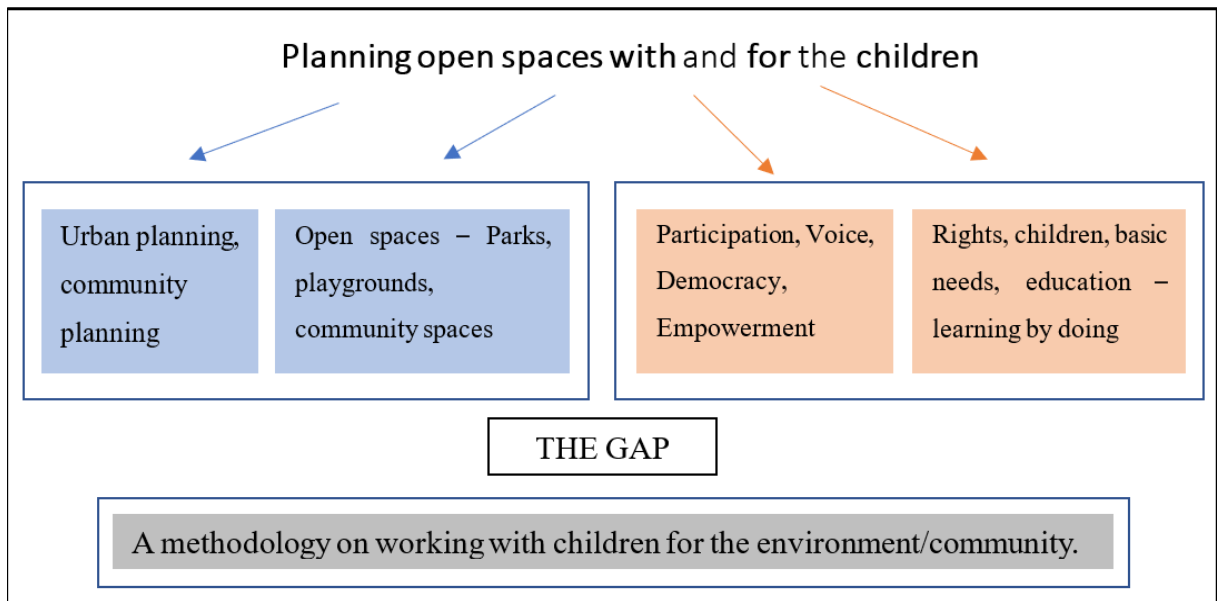 Planning open spaces with and for the children
Urban planning,
community
planning
Open spaces – Parks,
playgrounds,
community spaces
Participation, Voice,
Democracy,
Empowerment
Rights, children, basic
needs, education –
learning by doing
THE GAP
A methodology on working with children for the environment/community.